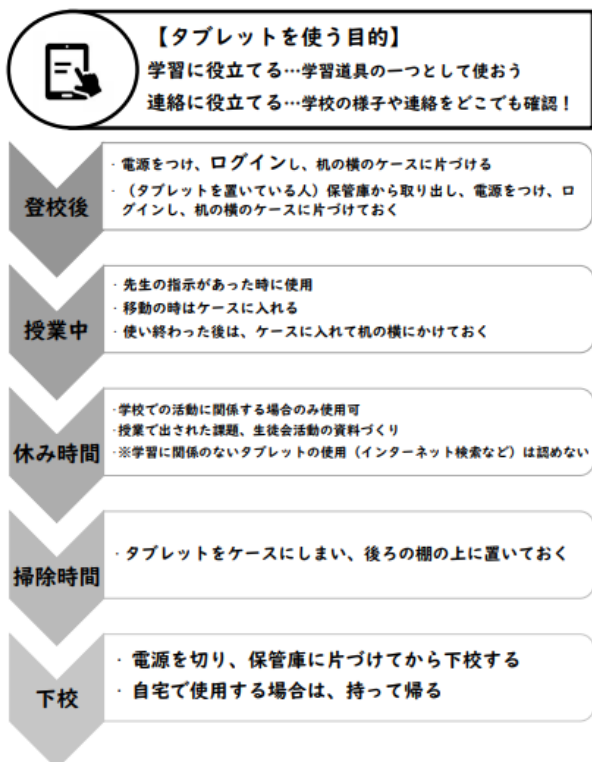 【タブレットを使う目的】
学習に役立てる…学習道具の一つとして使おう
連絡に役立てる…学校の様子や連絡をどこでも確認！
登校後
・電源をつけ、ログインし、机の横のケースに片づける
・（タブレットを置いている人）保管庫から取り出し、電源をつけ、ロ
グインし、机の横のケースに片づけておく
授業中
・先生の指示があった時に使用
・移動の時はケースに入れる
・使い終わった後は、ケースに入れて机の横にかけておく
休み時間
・学校での活動に関係する場合のみ使用可
・授業で出された課題、生徒会活動の資料づくり
・※学習に関係のないタブレットの使用（インターネット検索など）は認めない
掃除時間
・タブレットをケースにしまい、後ろの棚の上に置いておく
下校
・電源を切り、保管庫に片づけてから下校する
・自宅で使用する場合は、持って帰る